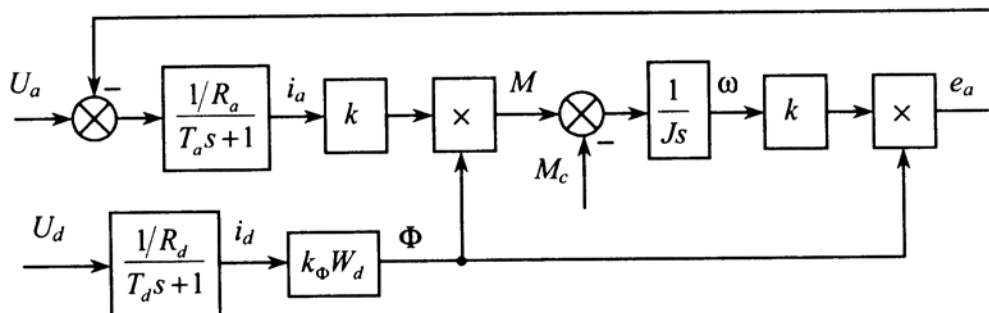 U_a
−
1/R_a
T_a s+1
i_a
k
×
M
−
M_c
1
Js
ω
k
×
e_a
U_d
1/R_d
T_d s+1
i_d
k_Φ W_d
Φ